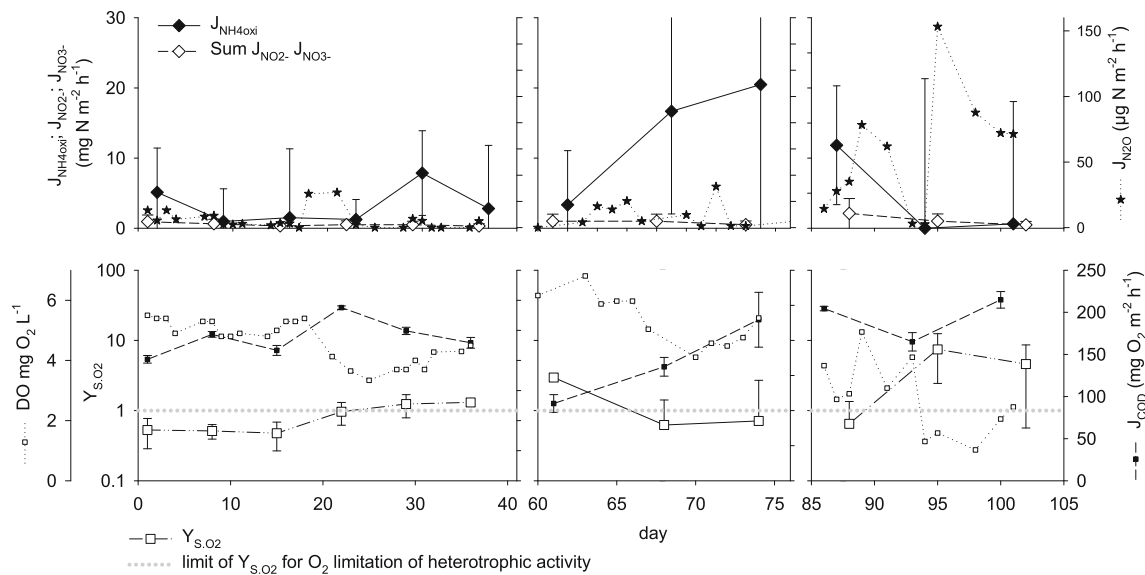 30
20
10
0
J_NH4oxi; J_NO2-; J_NO3-
(mg N m⁻² h⁻¹)
J_NH4oxi
Sum J_NO2- J_NO3-
150
100
50
0
J_N2O
(µg N m⁻² h⁻¹)
6
4
2
0
DO mg O₂ L⁻¹
100
10
1
0.1
Y_S.O2
250
200
150
100
50
0
J_COD (mg O₂ m⁻² h⁻¹)
0 10 20 30 40
60 65 70 75
85 90 95 100 105
day
Y_S.O2
limit of Y_S.O2 for O₂ limitation of heterotrophic activity